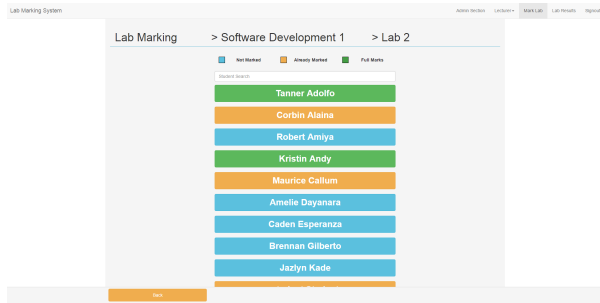 Lab Marking System Admin Section Lecturer Mark Lab Lab Results Signout
Lab Marking > Software Development 1 > Lab 2
Not Marked Already Marked Full Marks
Student Search
Tanner Adolfo
Corbin Alaina
Robert Amiya
Kristin Andy
Maurice Callum
Amelie Dayanara
Caden Esperanza
Brennan Gilberto
Jazlyn Kade
Back